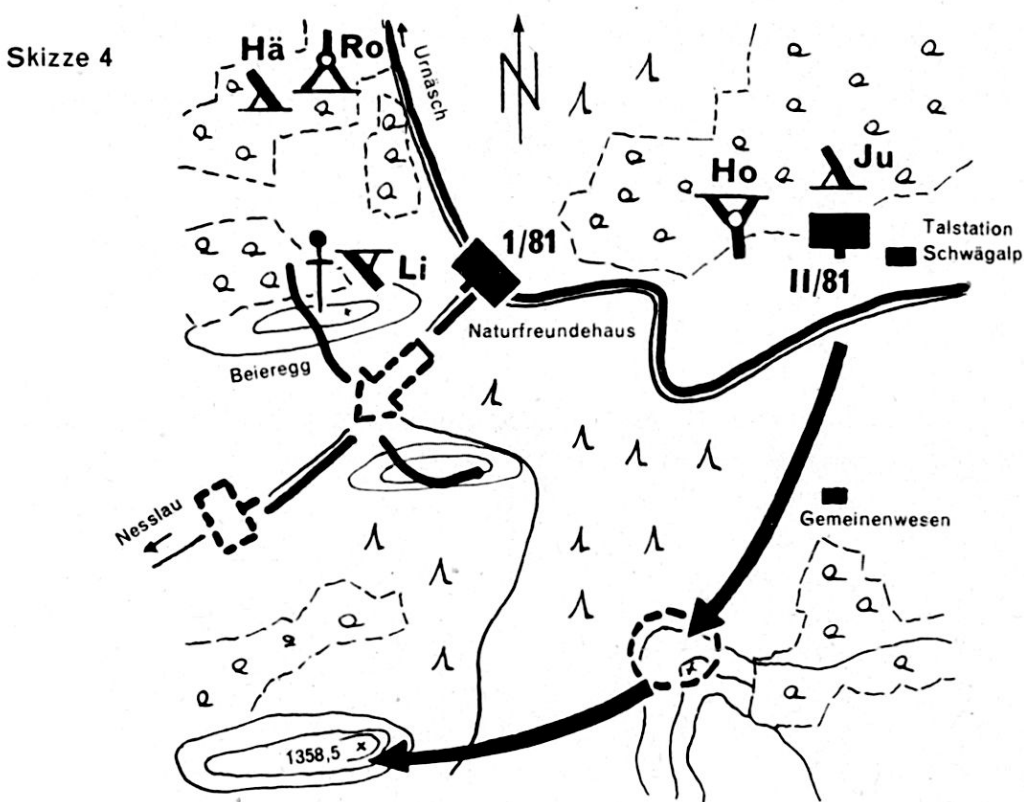 Skizze 4
Hä
Ro
Urnäsch
N
Ho
Ju
Talstation
Schwägalp
1/81
II/81
Li
Naturfreundehaus
Beieregg
Nesslau
Gemeinenwesen
1358,5